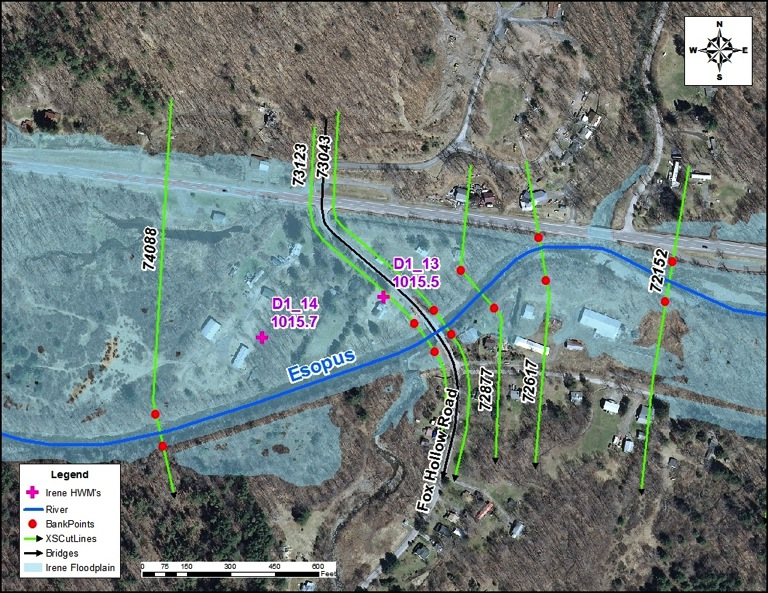 N
W E
S
73123
73043
74088
D1_13
1015.5
72152
D1_14
1015.7
Esopus
72877
72617
Fox Hollow Road
Legend
Irene HWM's
River
BankPoints
XSCutLines
Bridges
Irene Floodplain
0 75 150 300 450 600
Feet